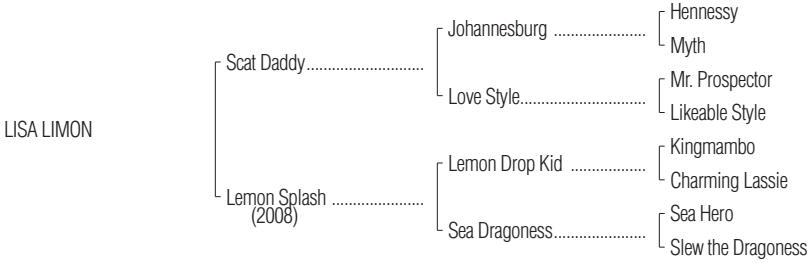 Hennessy
Johannesburg ......................
Myth
Scat Daddy............................
Mr. Prospector
Love Style..............................
Likeable Style
LISA LIMON
Kingmambo
Lemon Drop Kid ..................
Charming Lassie
Lemon Splash ......................
(2008)
Sea Hero
Sea Dragoness......................
Slew the Dragoness